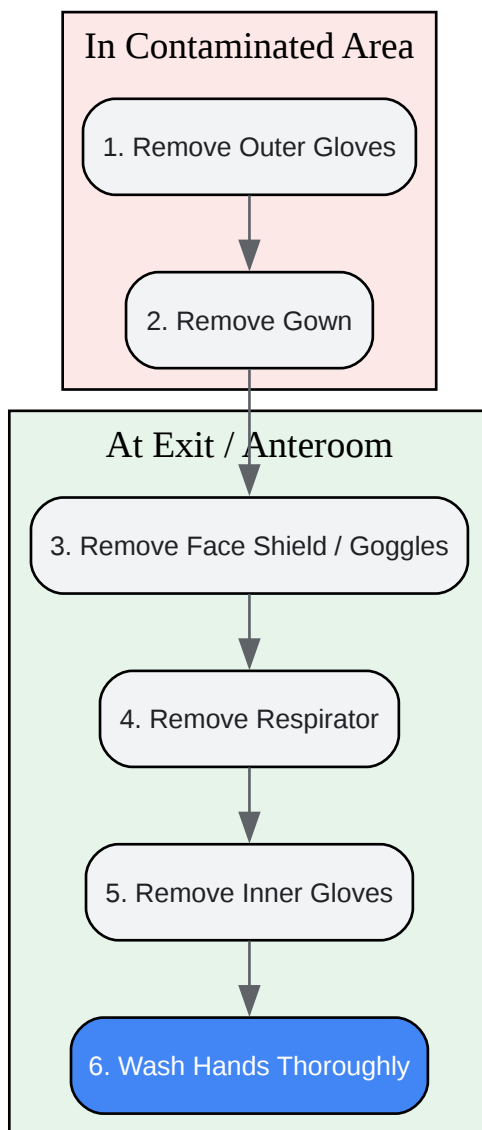 In Contaminated Area
1. Remove Outer Gloves
2. Remove Gown
At Exit / Anteroom
3. Remove Face Shield / Goggles
4. Remove Respirator
5. Remove Inner Gloves
6. Wash Hands Thoroughly